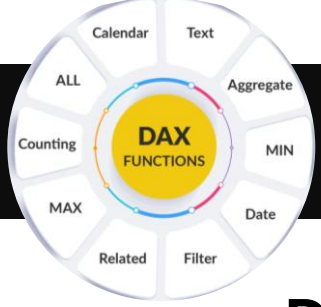 Calendar
Text
ALL
Aggregate
Counting
DAX
FUNCTIONS
MIN
MAX
Date
Related
Filter